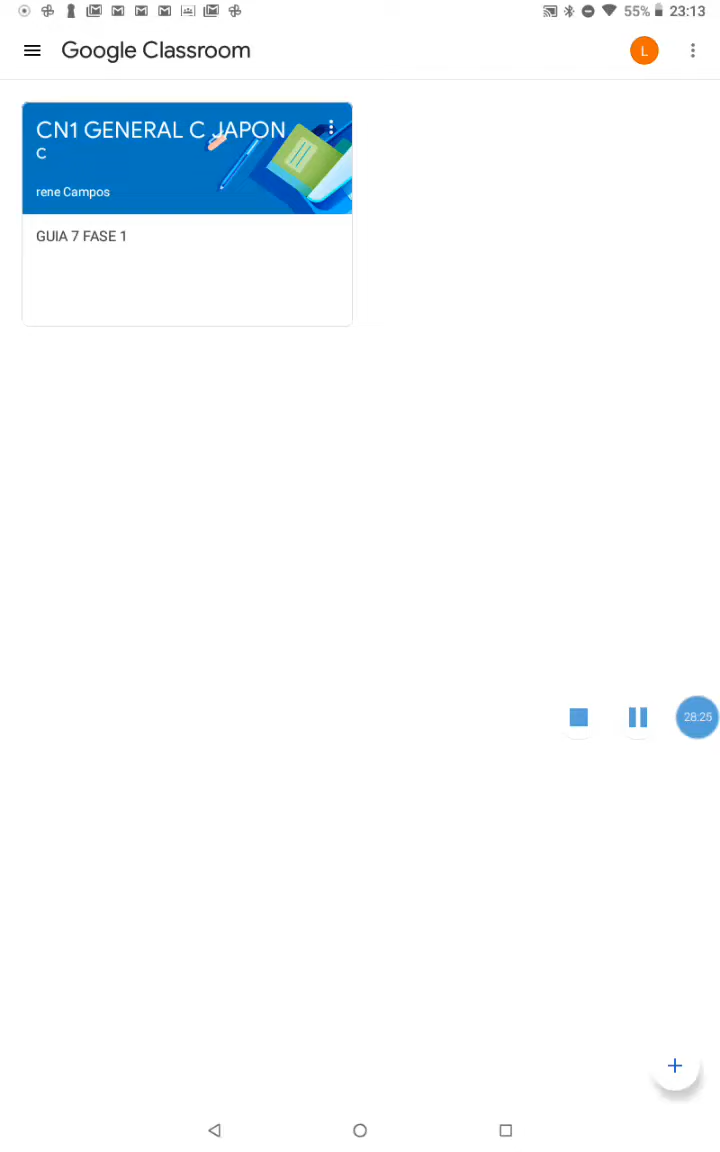 55% 23:13
Google Classroom
L
CN1 GENERAL C JAPON
C
rene Campos
GUIA 7 FASE 1
28:25